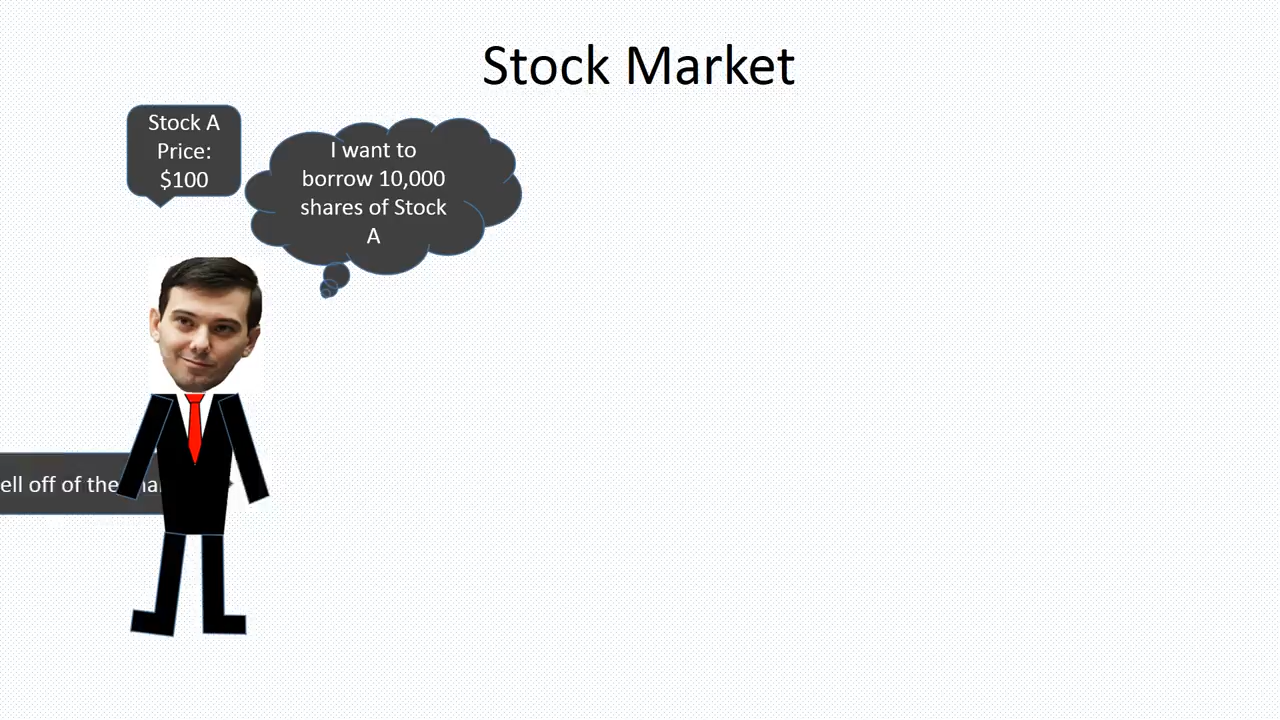 Stock Market
Stock A
Price:
$100
I want to
borrow 10,000
shares of Stock
A
ell off of the